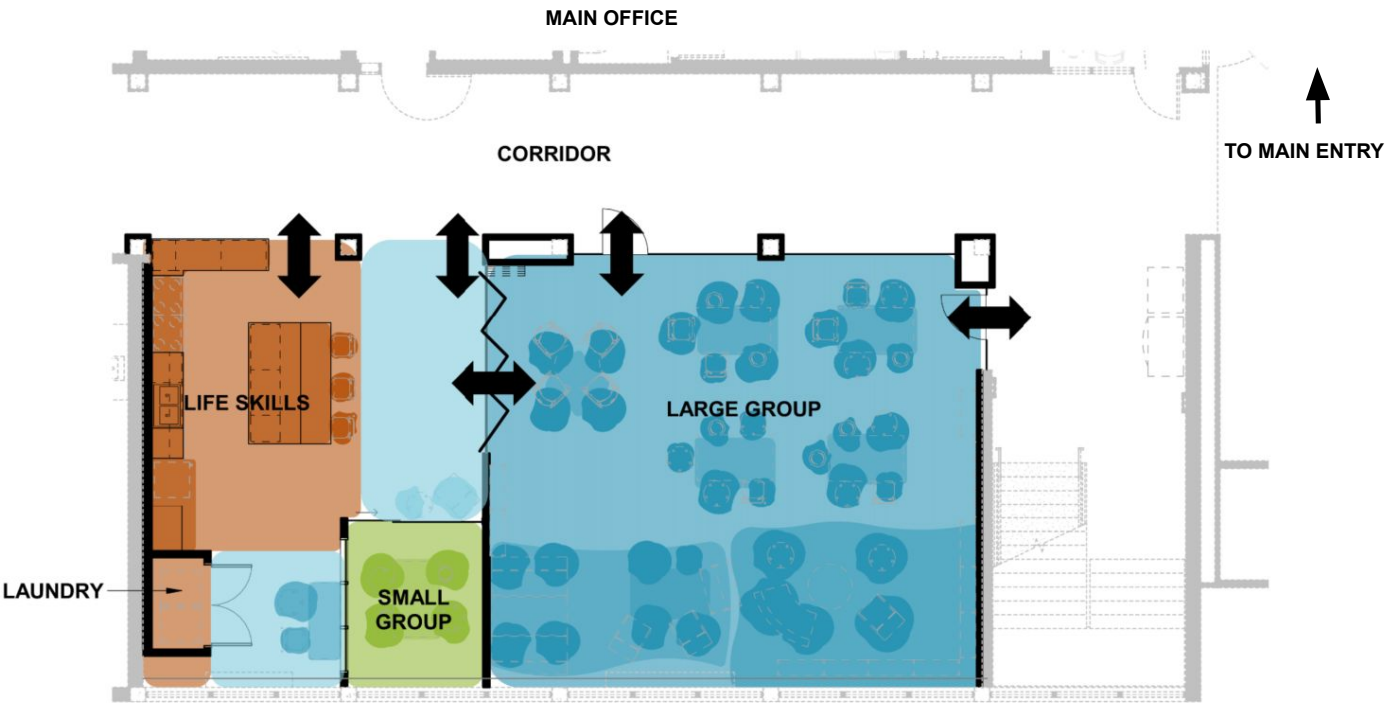 MAIN OFFICE
CORRIDOR
TO MAIN ENTRY
LIFE SKILLS
LARGE GROUP
LAUNDRY
SMALL
GROUP